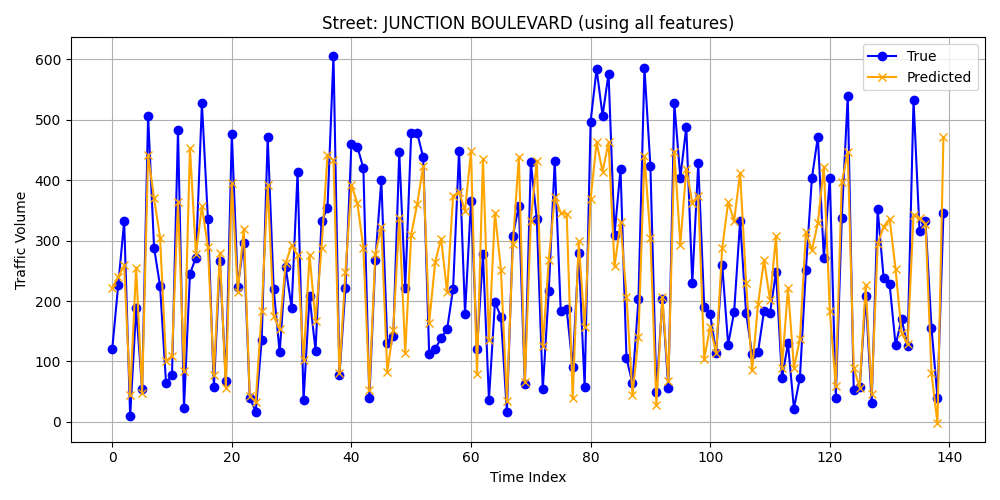 Street: JUNCTION BOULEVARD (using all features)
True
Predicted
Traffic Volume
600
500
400
300
200
100
0
0 20 40 60 80 100 120 140
Time Index